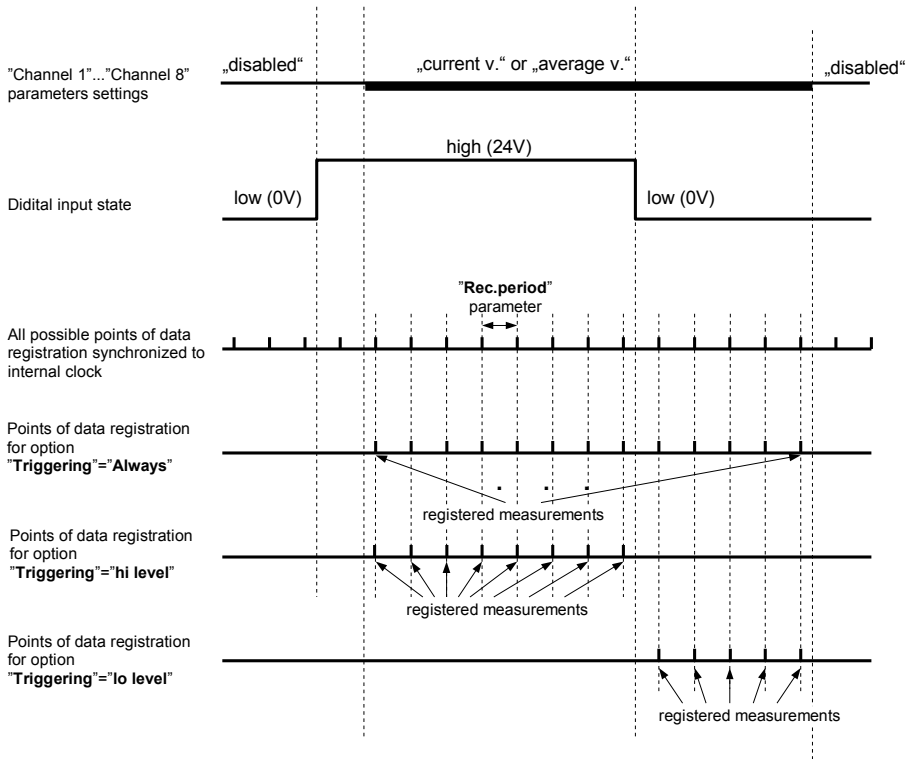 "Channel 1"..."Channel 8"
parameters settings
„disabled“
„current v.“ or „average v.“
„disabled“
Didital input state
low (0V)
high (24V)
low (0V)
"Rec.period"
parameter
All possible points of data
registration synchronized to
internal clock
Points of data registration
for option
"Triggering"="Always"
. . .
registered measurements
Points of data registration
for option
"Triggering"="hi level"
registered measurements
Points of data registration
for option
"Triggering"="lo level"
registered measurements